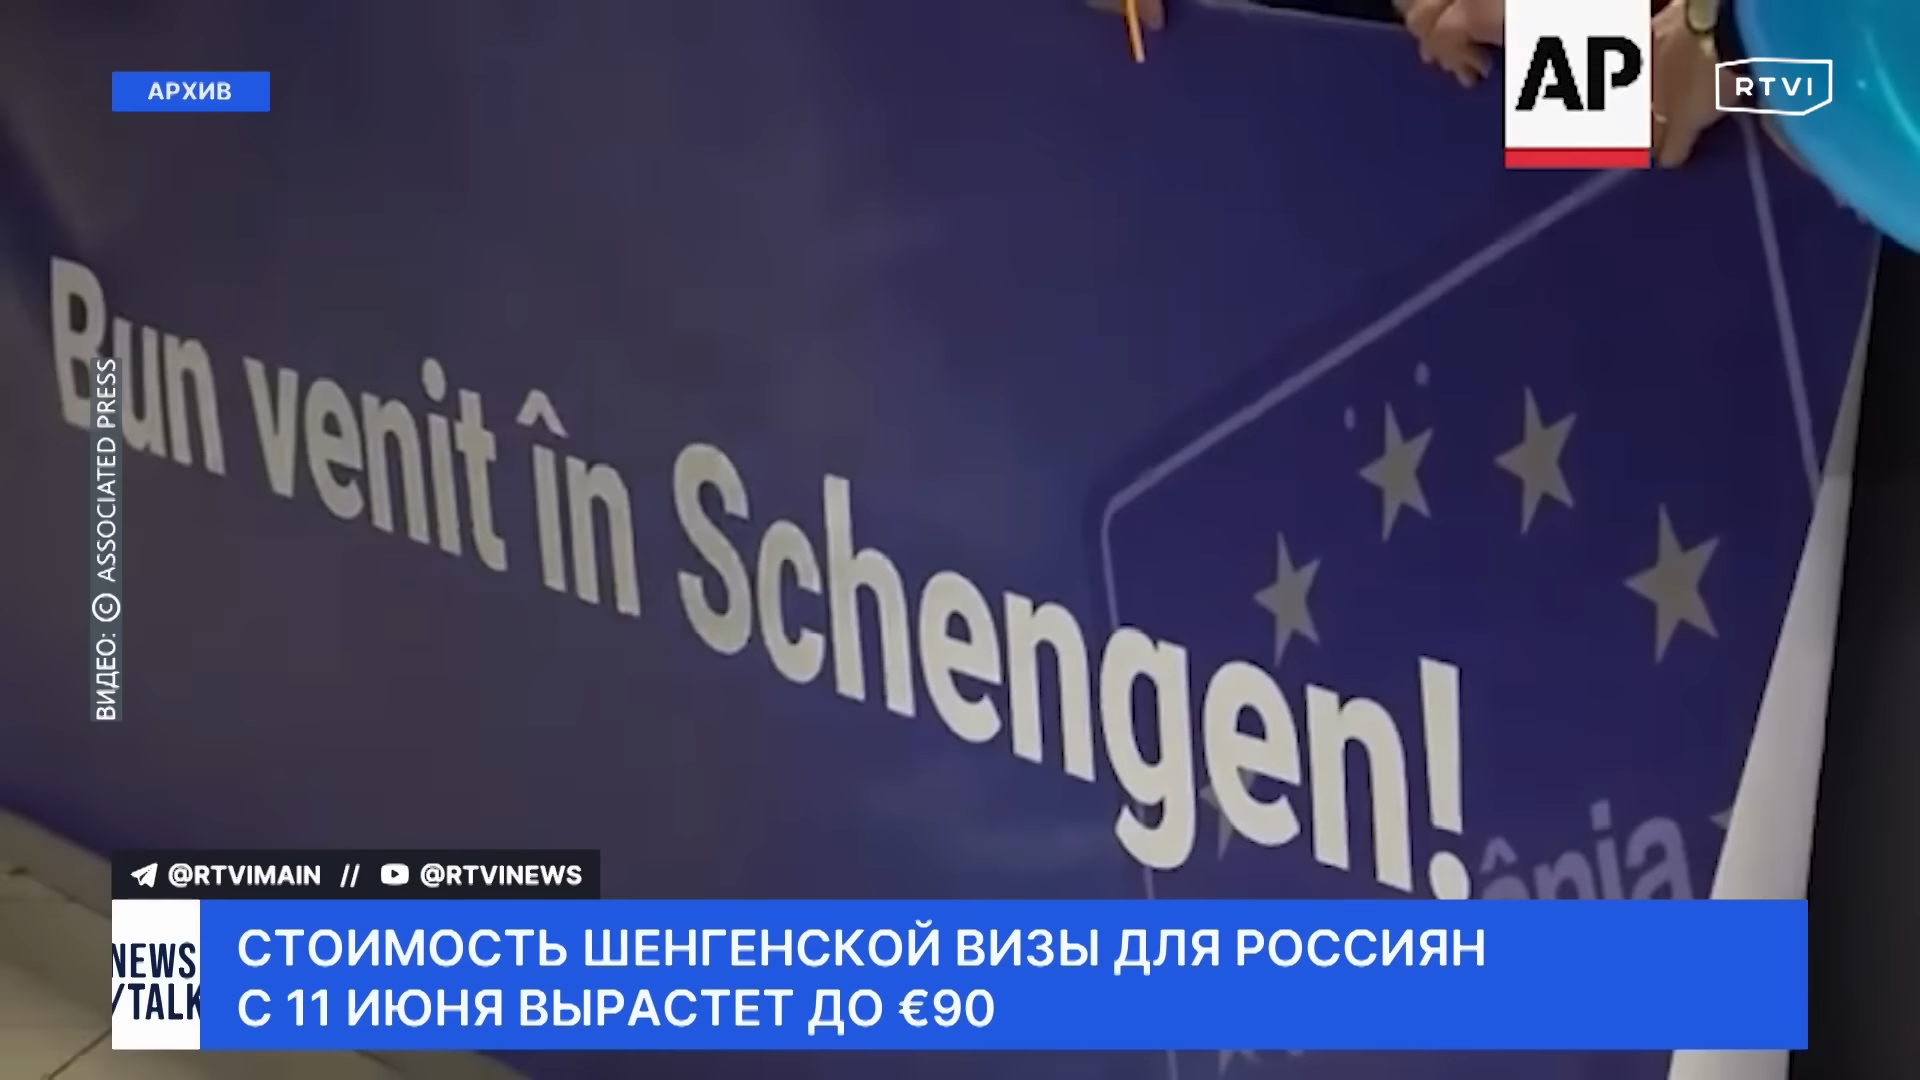 АРХИВ
AP
RTVI
Bun venit în Schengen!
ВИДЕО: © ASSOCIATED PRESS
@RTVIMAIN // @RTVINEWS
NEWS
/TALK
СТОИМОСТЬ ШЕНГЕНСКОЙ ВИЗЫ ДЛЯ РОССИЯН
С 11 ИЮНЯ ВЫРАСТЕТ ДО €90